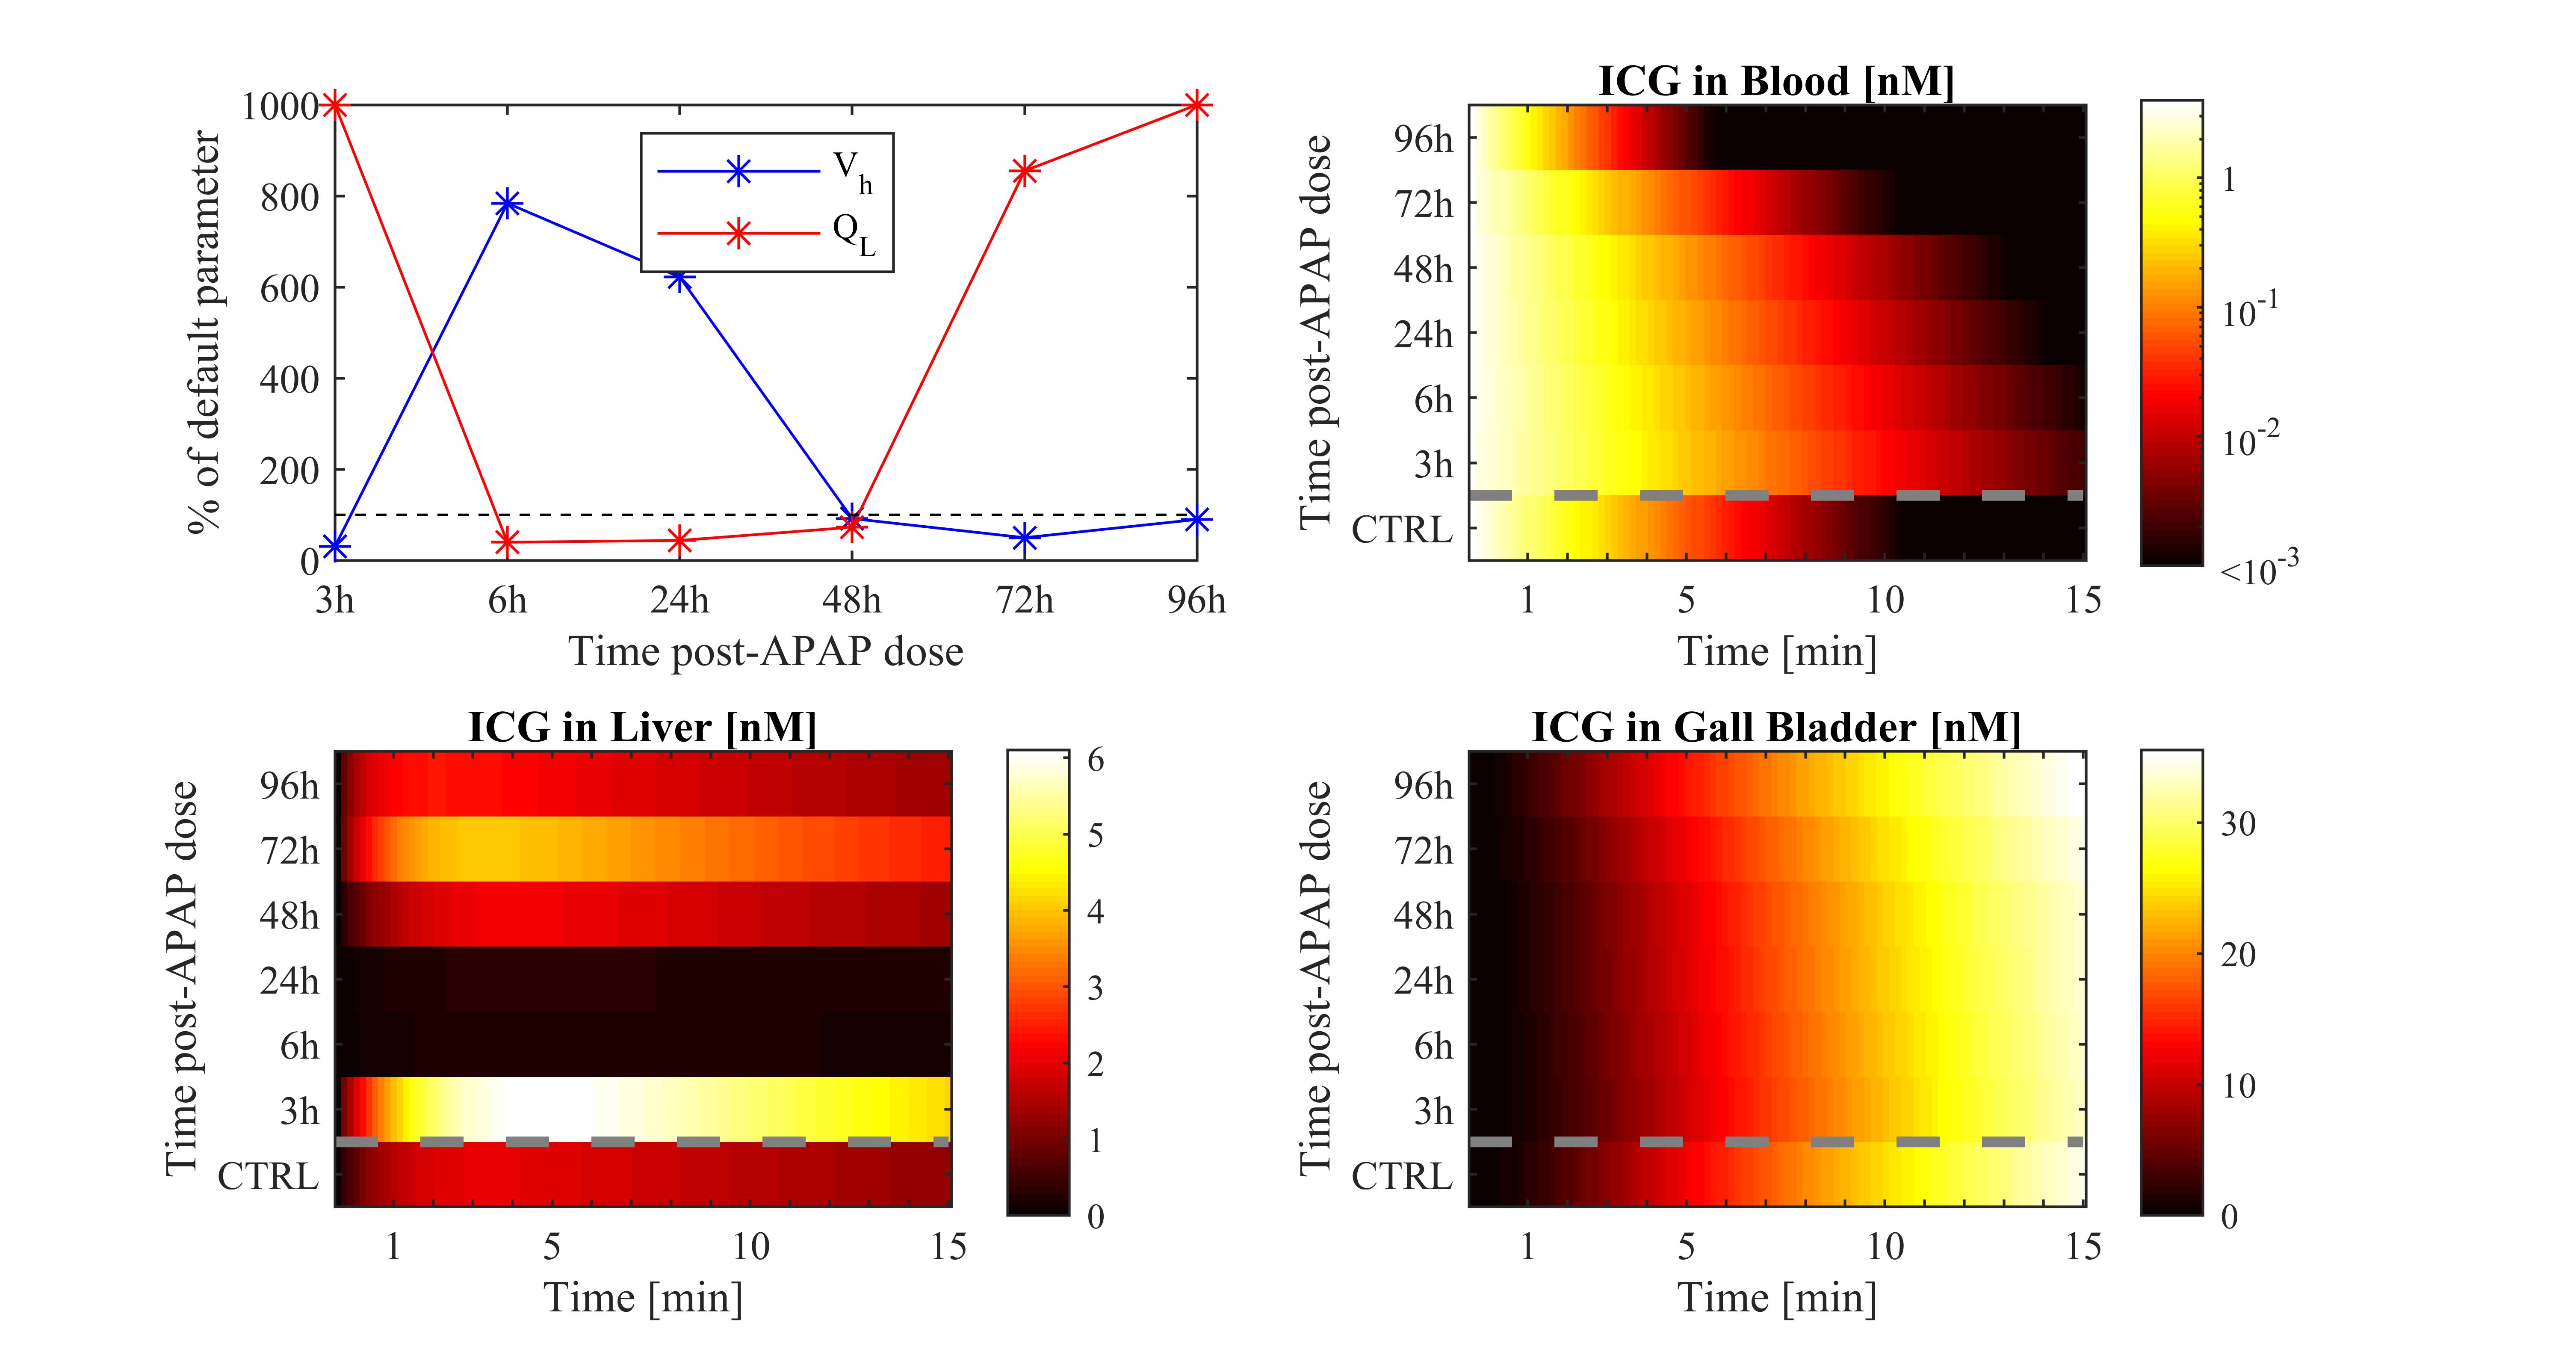 1000
800
600
400
200
0
% of default parameter
V_h
Q_L
3h 6h 24h 48h 72h 96h
Time post-APAP dose
ICG in Blood [nM]
Time post-APAP dose
96h
72h
48h
24h
6h
3h
CTRL
1 5 10 15
Time [min]
1
10^-1
10^-2
<10^-3
ICG in Liver [nM]
Time post-APAP dose
96h
72h
48h
24h
6h
3h
CTRL
1 5 10 15
Time [min]
6
5
4
3
2
1
0
ICG in Gall Bladder [nM]
Time post-APAP dose
96h
72h
48h
24h
6h
3h
CTRL
1 5 10 15
Time [min]
30
20
10
0